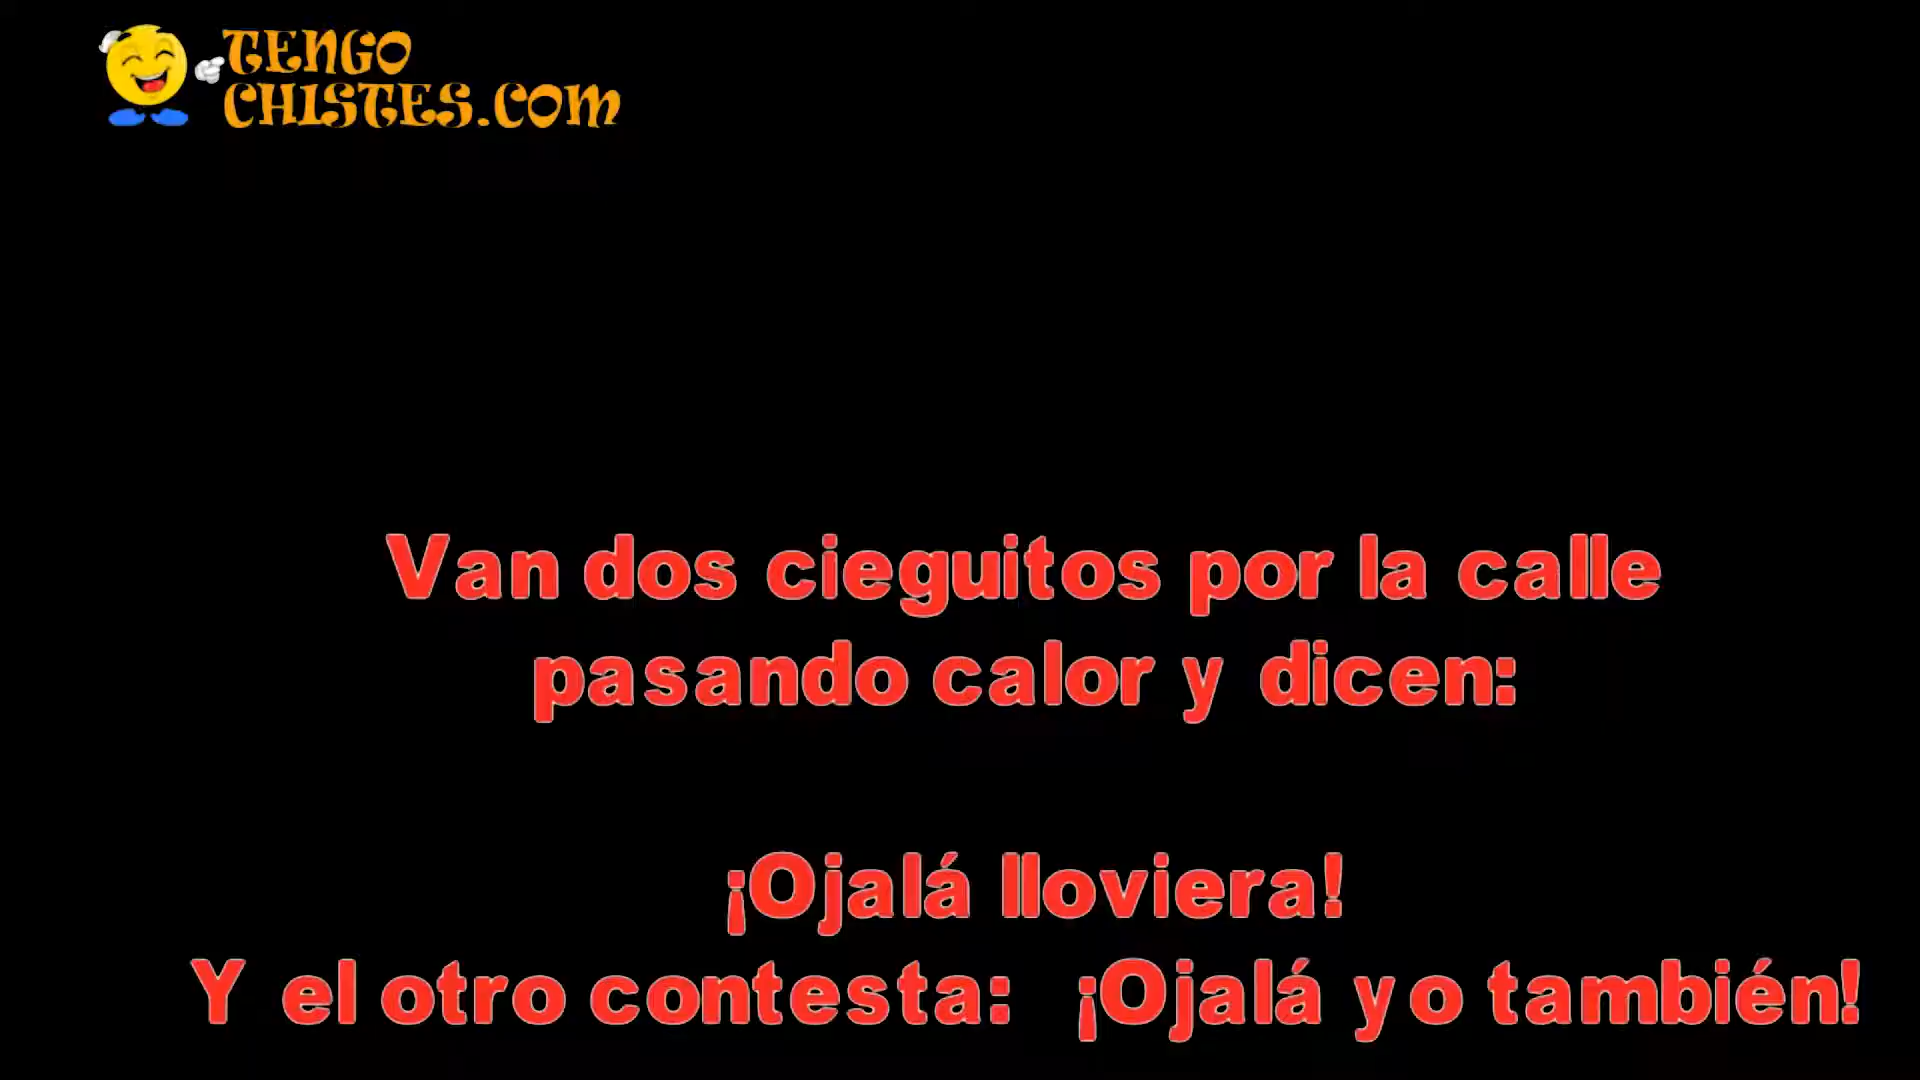 TENGO
CHISTES.COM
Van dos cieguitos por la calle
pasando calor y dicen:
¡Ojalá lloviera!
Y el otro contesta: ¡Ojalá yo también!